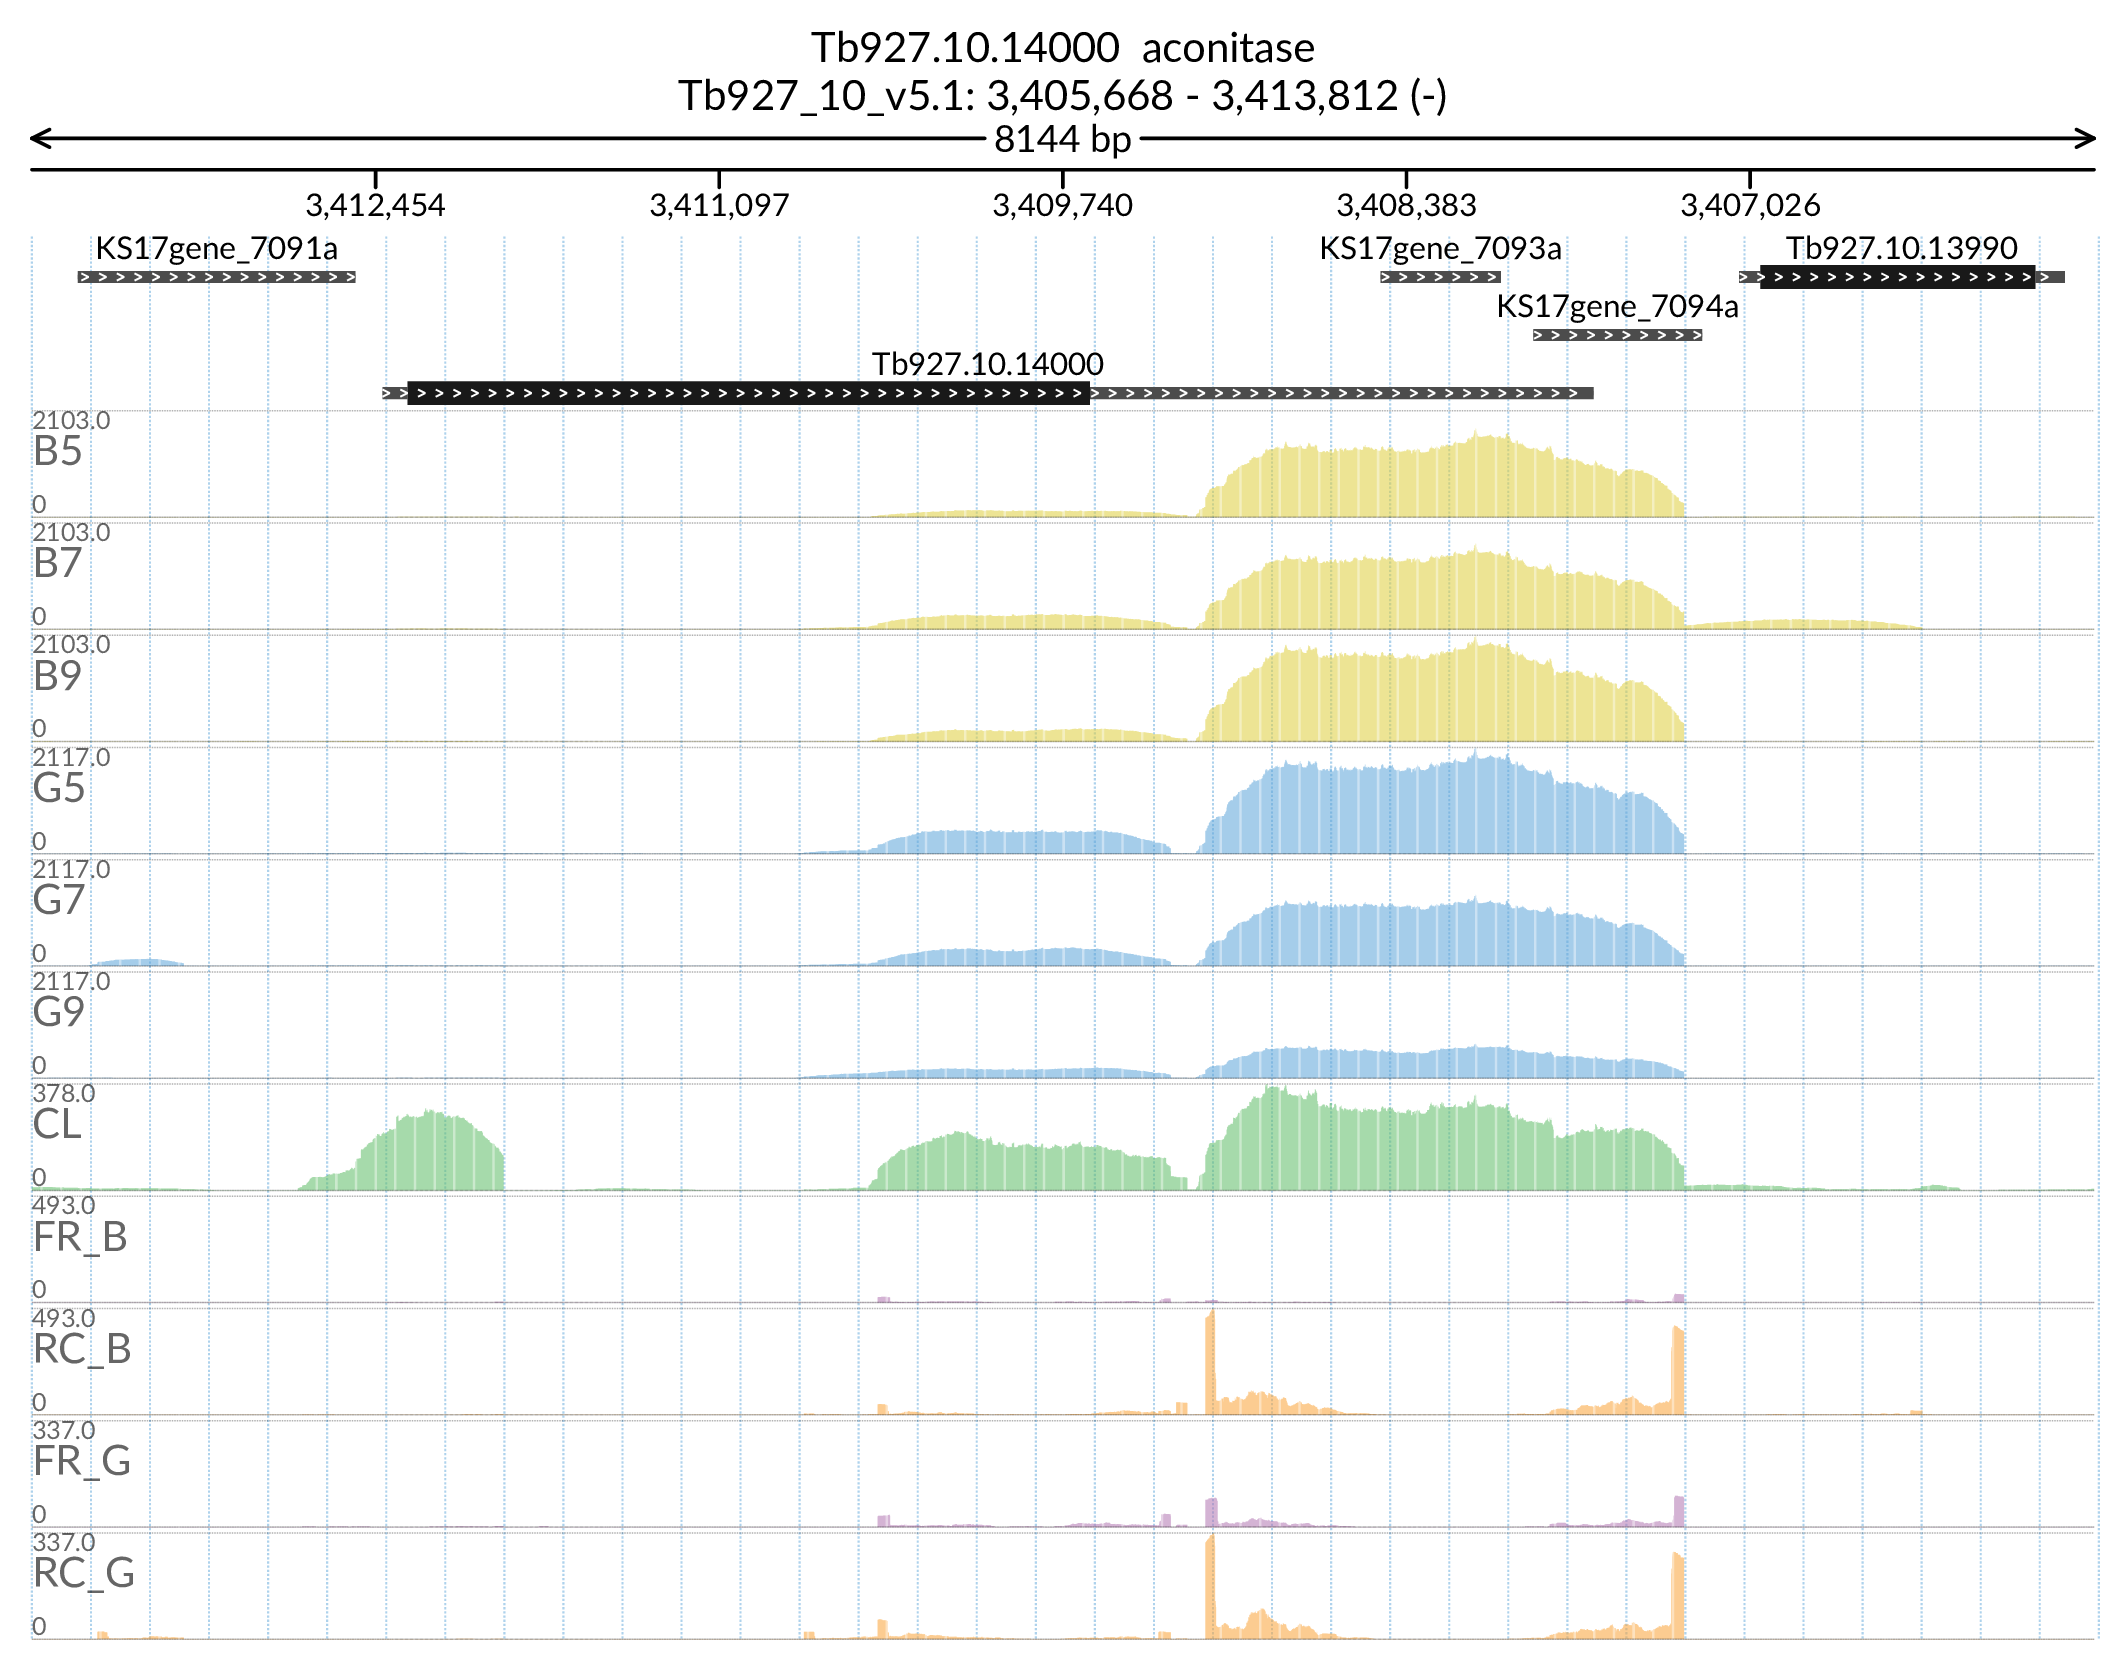 Tb927.10.14000  aconitase
Tb927_10_v5.1: 3,405,668 - 3,413,812 (-)
8144 bp
3,412,454 3,411,097 3,409,740 3,408,383 3,407,026
KS17gene_7091a KS17gene_7093a Tb927.10.13990
KS17gene_7094a
Tb927.10.14000
2103.0
B5
0
2103.0
B7
0
2103.0
B9
0
2117.0
G5
0
2117.0
G7
0
2117.0
G9
0
378.0
CL
0
493.0
FR_B
0
493.0
RC_B
0
337.0
FR_G
0
337.0
RC_G
0